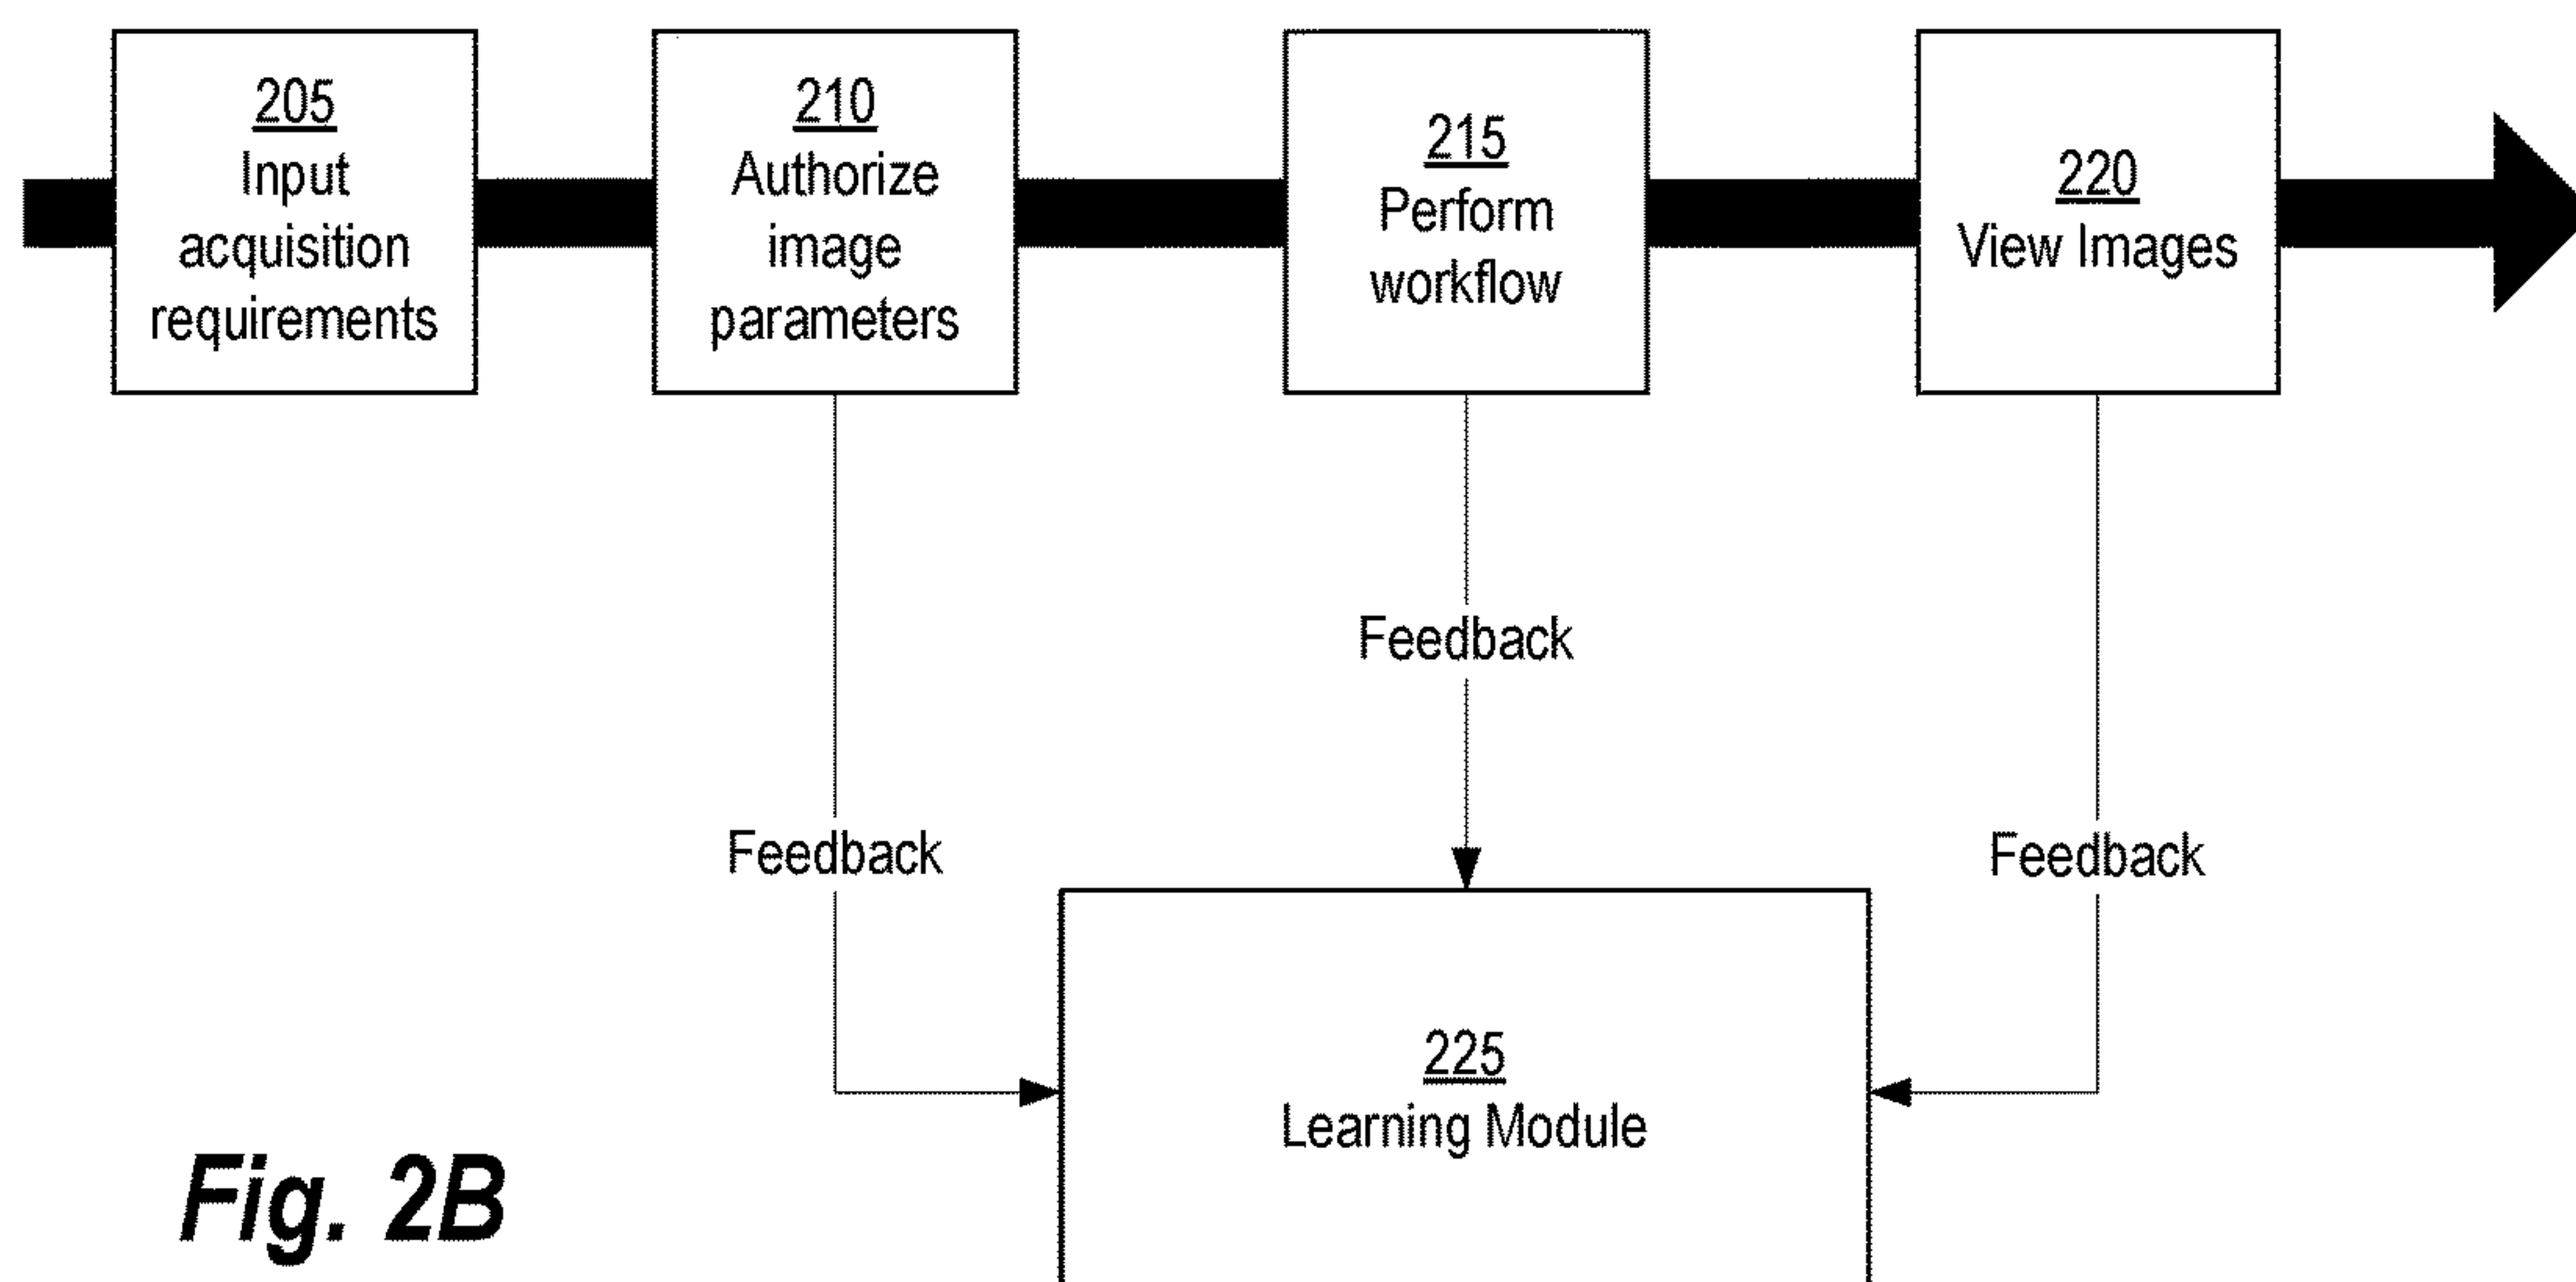 205
Input
acquisition
requirements
210
Authorize
image
parameters
215
Perform
workflow
220
View Images
Feedback
Feedback
Feedback
225
Learning Module
Fig. 2B